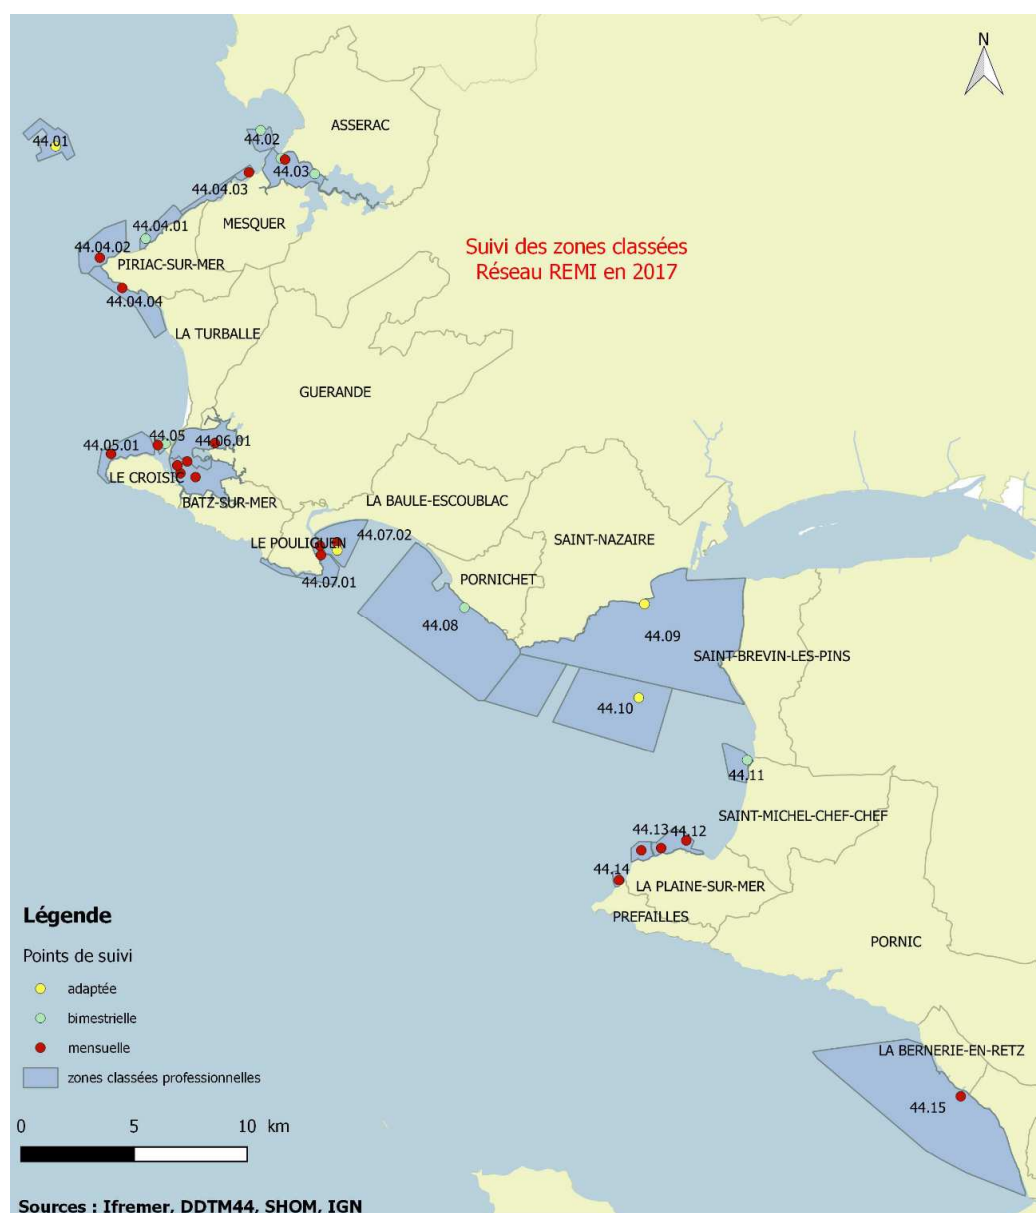 N
ASSERAC
44.01
44.02
44.03
44.04.03
MESQUER
44.04.01
Suivi des zones classées
Réseau REMI en 2017
44.04.02
PIRIAC-SUR-MER
44.04.04
LA TURBALLE
GUERANDE
44.05
44.05.01
44.06.01
LE CROISIC
BATZ-SUR-MER
LA BAULE-ESCOUBLAC
44.07.02
LE POULIGUEN
SAINT-NAZAIRE
44.07.01
PORNICHET
44.08
44.09
SAINT-BREVIN-LES-PINS
44.10
44.11
SAINT-MICHEL-CHEF-CHEF
44.13
44.12
44.14
LA PLAINE-SUR-MER
PREFAILLES
PORNIC
LA BERNERIE-EN-RETZ
44.15
Légende
Points de suivi
adaptée
bimestrielle
mensuelle
zones classées professionnelles
0 5 10 km
Sources : Ifremer, DDTM44, SHOM, IGN